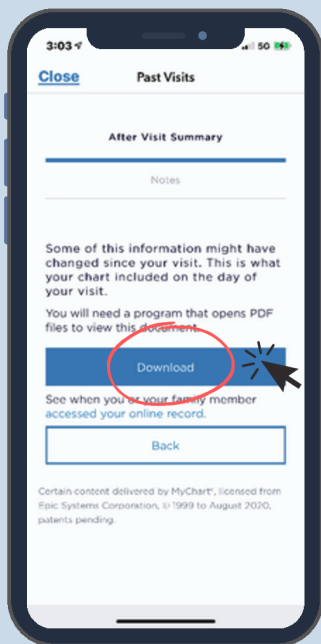 3:03
5G
Close
Past Visits
After Visit Summary
Notes
Some of this information might have
changed since your visit. This is what
your chart included on the day of
your visit.
You will need a program that opens PDF
files to view this document.
Download
See when you or your family member
accessed your online record.
Back
Certain content delivered by MyChart®, licensed from
Epic Systems Corporation, © 1999 to August 2020,
patents pending.